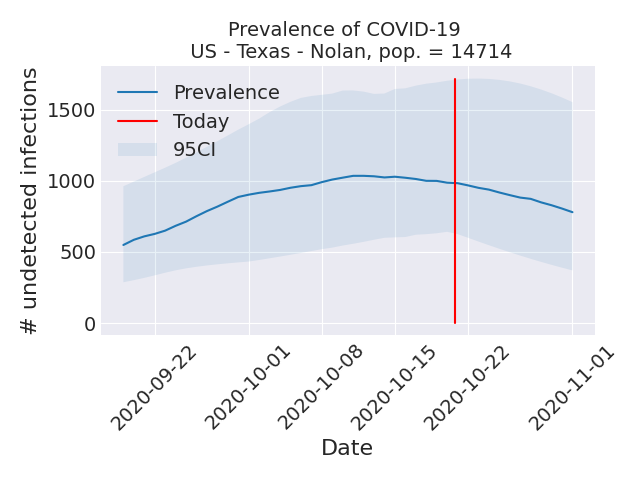 Prevalence of COVID-19
US - Texas - Nolan, pop. = 14714
Prevalence
Today
95CI
# undetected infections
1500
1000
500
0
2020-09-22
2020-10-01
2020-10-08
2020-10-15
2020-10-22
2020-11-01
Date